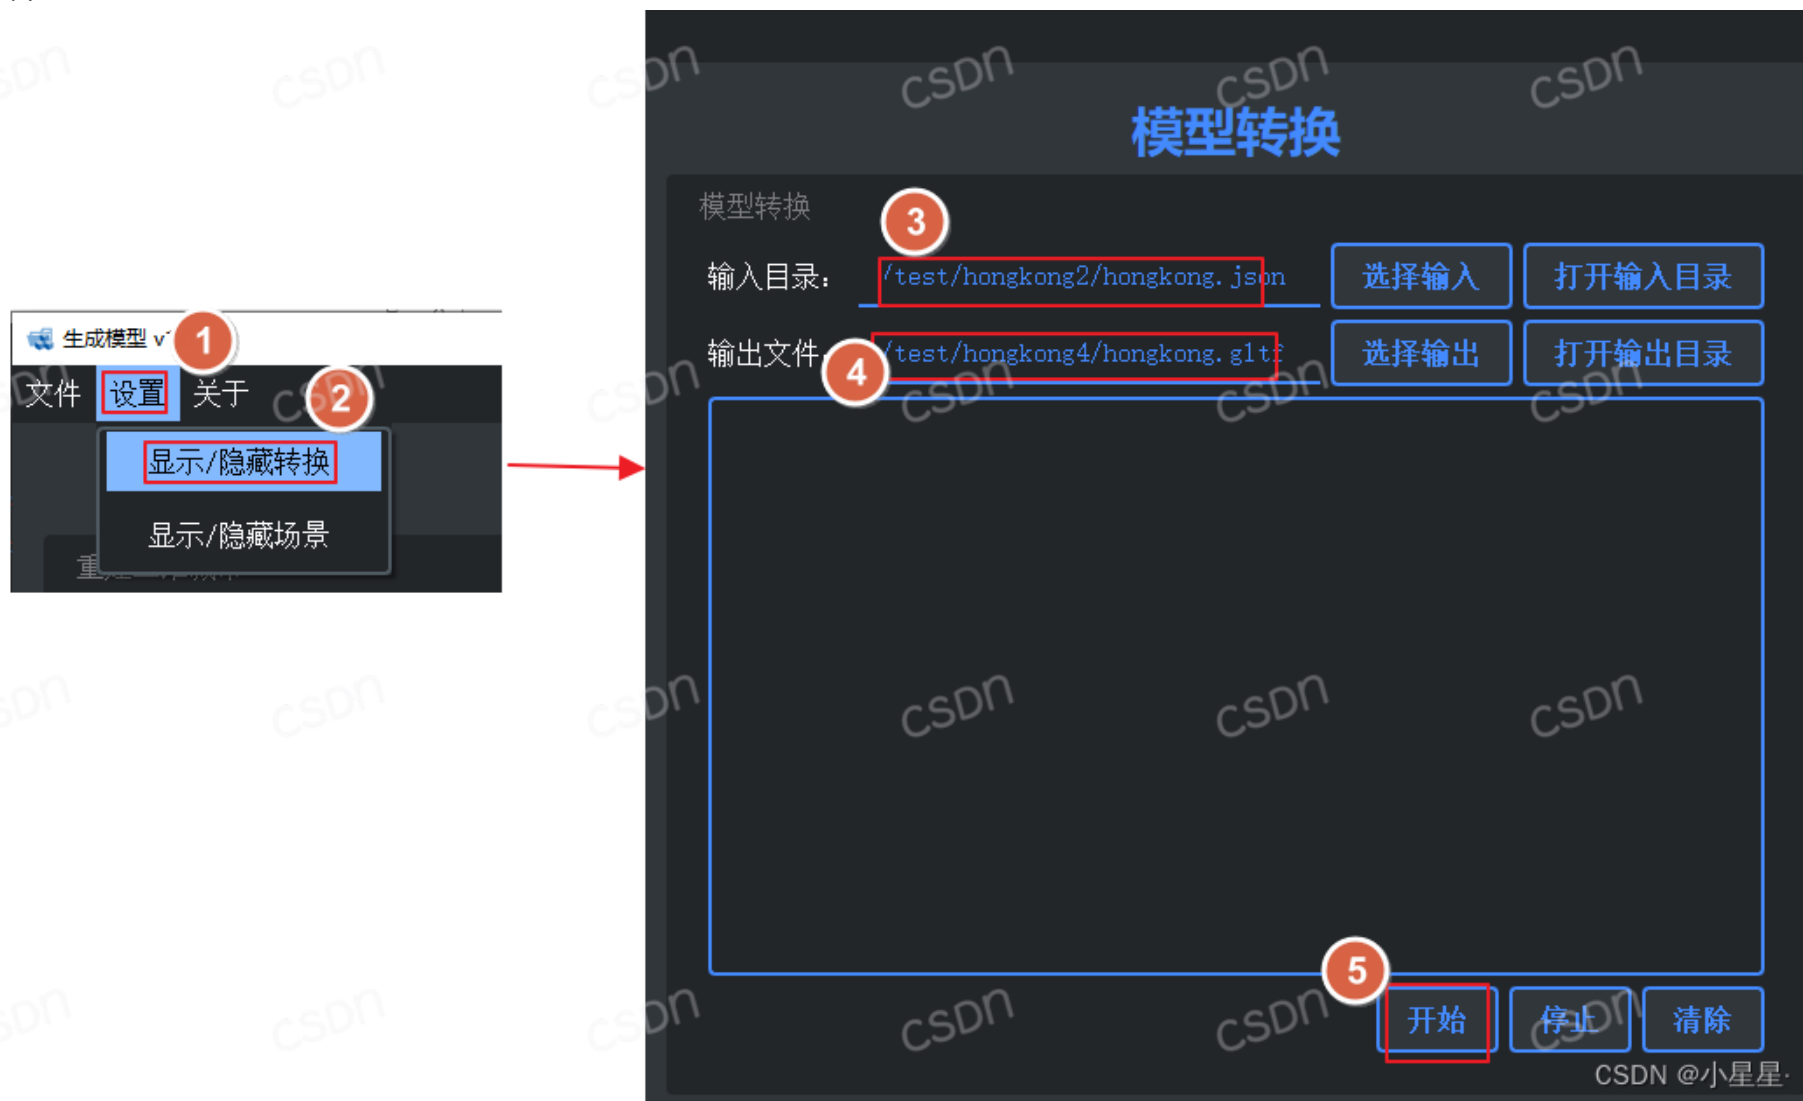 生成模型 v
1
文件 设置 关于
2
显示/隐藏转换
显示/隐藏场景
模型转换
模型转换
3
输入目录： /test/hongkong2/hongkong.json 选择输入 打开输入目录
输出文件： /test/hongkong4/hongkong.gltf 选择输出 打开输出目录
4
5
开始 停止 清除
CSDN @小星星·